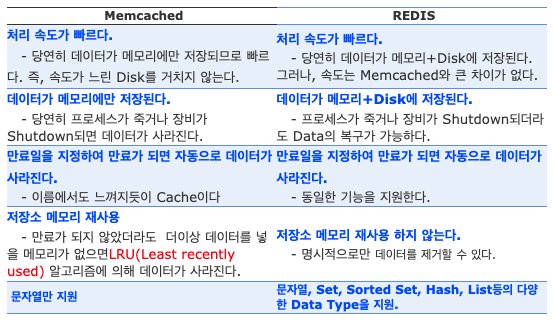 Memcached
REDIS
처리 속도가 빠르다.
- 당연히 데이터가 메모리에만 저장되므로 빠르
다. 즉, 속도가 느린 Disk를 거치지 않는다.
처리 속도가 빠르다.
- 당연히 데이터가 메모리+Disk에 저장된다.
그러나, 속도는 Memcached와 큰 차이가 없다.
데이터가 메모리에만 저장된다.
- 당연히 프로세스가 죽거나 장비가
Shutdown되면 데이터가 사라진다.
데이터가 메모리+Disk에 저장된다.
- 프로세스가 죽거나 장비가 Shutdown되더라
도 Data의 복구가 가능하다.
만료일을 지정하여 만료가 되면 자동으로 데이터가
사라진다.
- 이름에서도 느껴지듯이 Cache이다
만료일을 지정하여 만료가 되면 자동으로 데이터가
사라진다.
- 동일한 기능을 지원한다.
저장소 메모리 재사용
- 만료가 되지 않았더라도 더이상 데이터를 넣
을 메모리가 없으면LRU(Least recently
used) 알고리즘에 의해 데이터가 사라진다.
저장소 메모리 재사용 하지 않는다.
- 명시적으로만 데이터를 제거할 수 있다.
문자열만 지원
문자열, Set, Sorted Set, Hash, List등의 다양
한 Data Type을 지원.